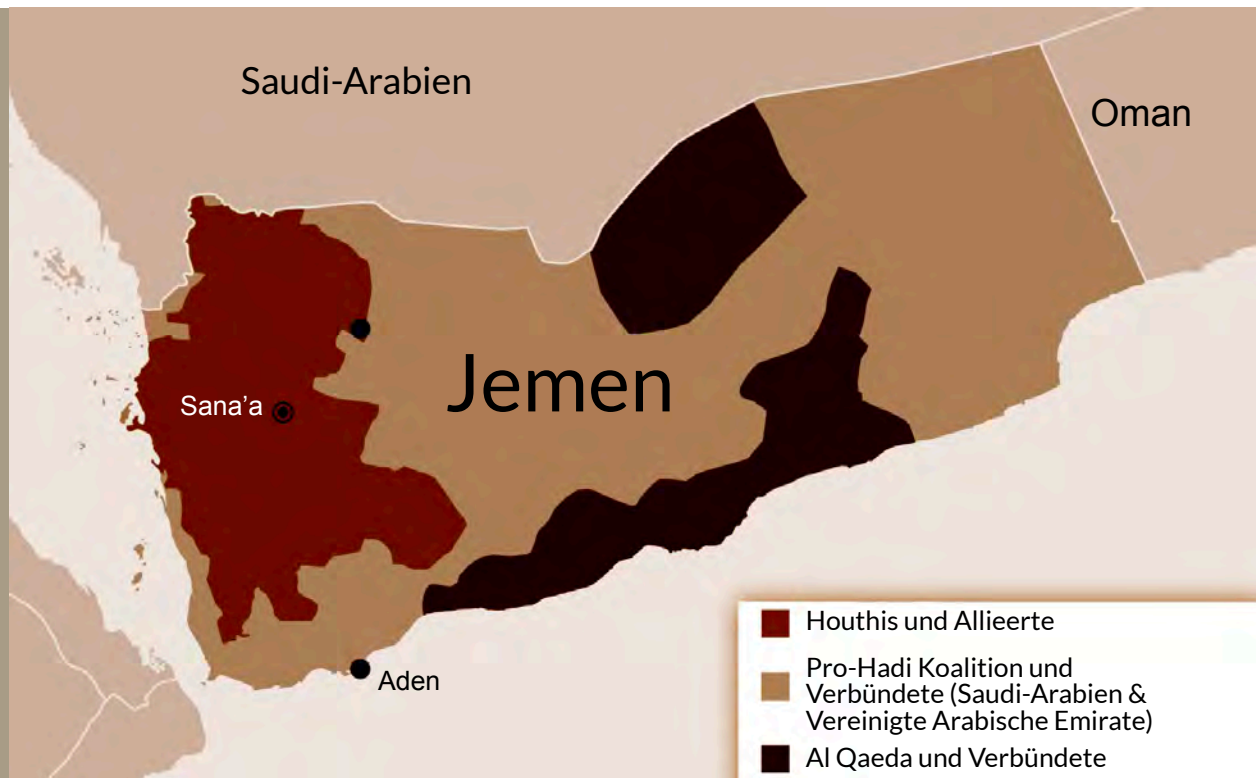 Saudi-Arabien
Oman
Jemen
Sana’a
Aden
Houthis und Allieerte
Pro-Hadi Koalition und
Verbündete (Saudi-Arabien &
Vereinigte Arabische Emirate)
Al Qaeda und Verbündete